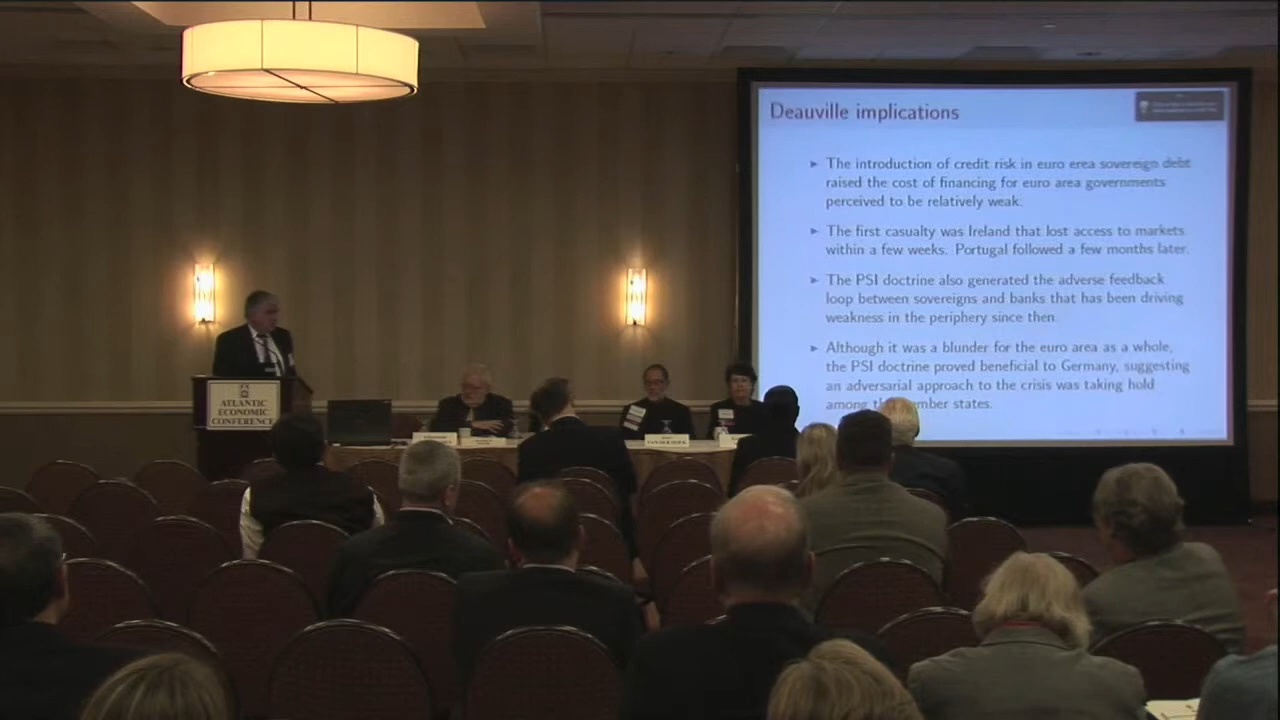 Deauville implications
▶ The introduction of credit risk in euro erea sovereign debt
raised the cost of financing for euro area governments
perceived to be relatively weak.
▶ The first casualty was Ireland that lost access to markets
within a few weeks. Portugal followed a few months later.
▶ The PSI doctrine also generated the adverse feedback
loop between sovereigns and banks that has been driving
weakness in the periphery since then.
▶ Although it was a blunder for the euro area as a whole,
the PSI doctrine proved beneficial to Germany, suggesting
an adversarial approach to the crisis was taking hold
among member states.
ATLANTIC
ECONOMIC
CONFERENCE